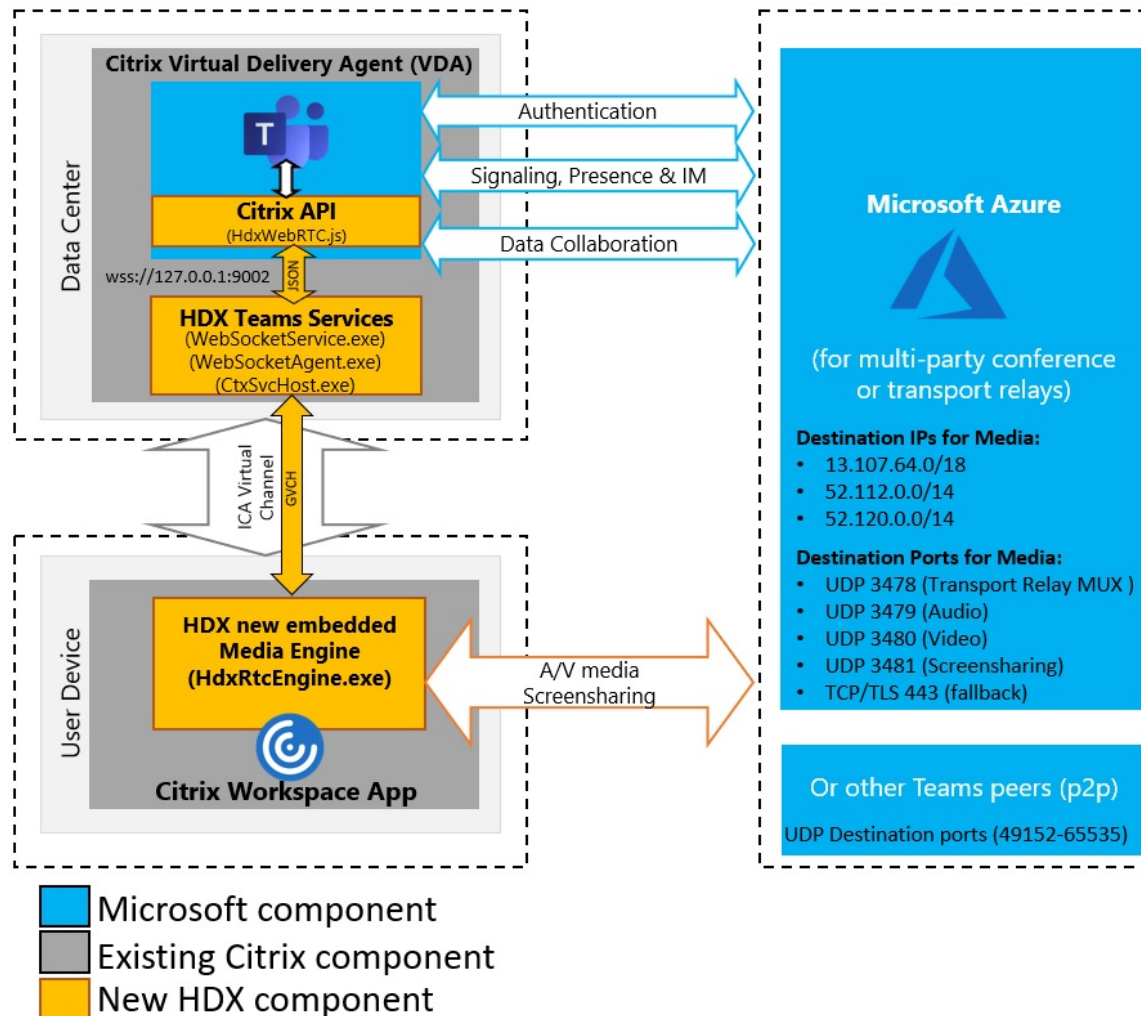 Data Center
Citrix Virtual Delivery Agent (VDA)
T
Citrix API
(HdxWebRTC.js)
wss://127.0.0.1:9002
JSON
HDX Teams Services
(WebSocketService.exe)
(WebSocketAgent.exe)
(CtxSvcHost.exe)
Authentication
Signaling, Presence & IM
Data Collaboration
ICA Virtual
Channel
GVCH
User Device
HDX new embedded
Media Engine
(HdxRtcEngine.exe)
Citrix Workspace App
A/V media
Screensharing
Microsoft Azure
(for multi-party conference
or transport relays)
Destination IPs for Media:
• 13.107.64.0/18
• 52.112.0.0/14
• 52.120.0.0/14
Destination Ports for Media:
• UDP 3478 (Transport Relay MUX )
• UDP 3479 (Audio)
• UDP 3480 (Video)
• UDP 3481 (Screensharing)
• TCP/TLS 443 (fallback)
Or other Teams peers (p2p)
UDP Destination ports (49152-65535)
Microsoft component
Existing Citrix component
New HDX component